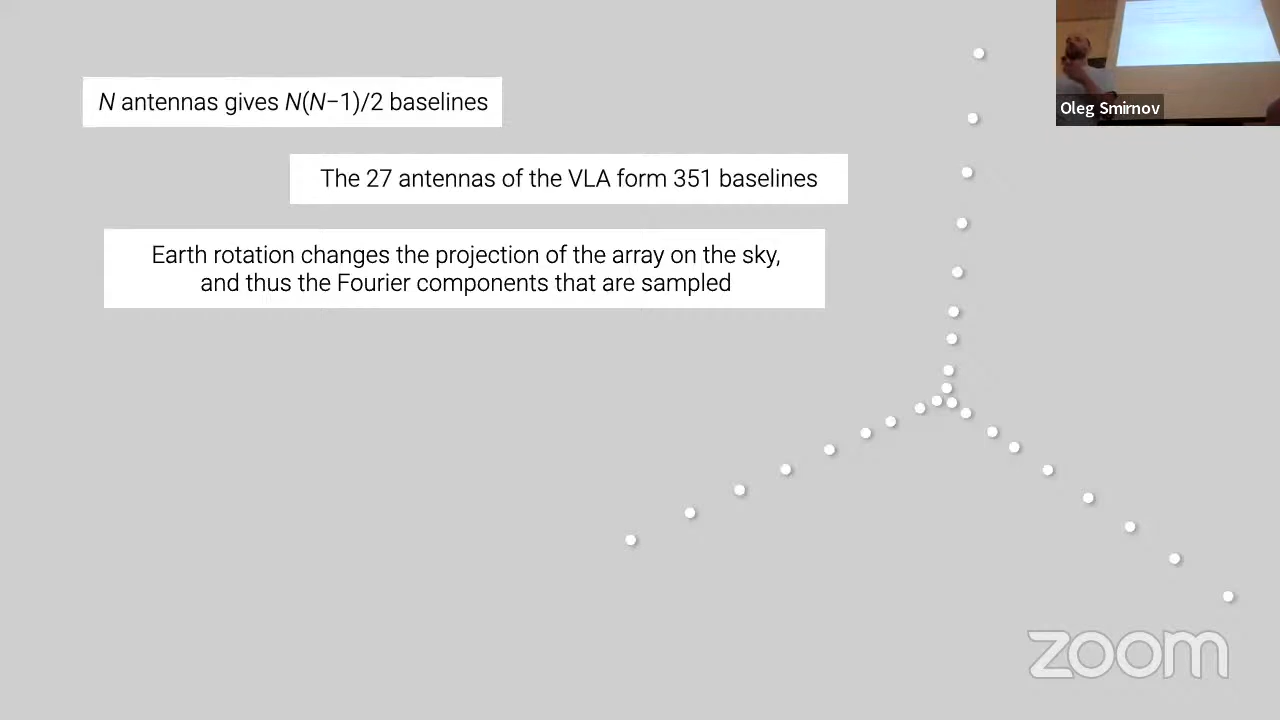 N antennas gives N(N−1)/2 baselines
Oleg Smirnov
The 27 antennas of the VLA form 351 baselines
Earth rotation changes the projection of the array on the sky,
and thus the Fourier components that are sampled
zoom